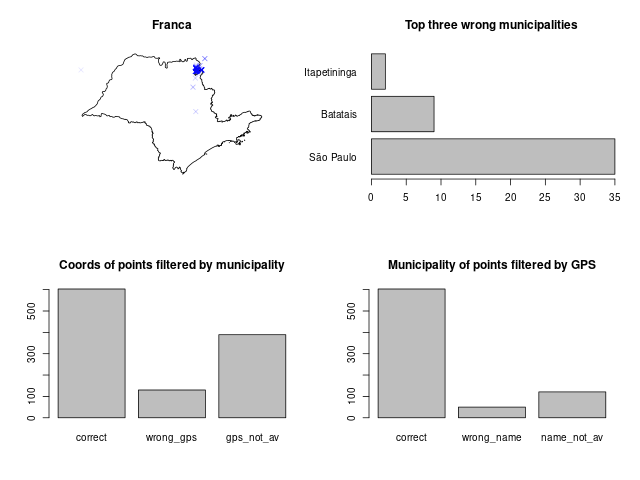 Franca
Top three wrong municipalities
Itapetininga
Batatais
São Paulo
0 5 10 15 20 25 30 35
Coords of points filtered by municipality
0 100 300 500
correct wrong_gps gps_not_av
Municipality of points filtered by GPS
0 100 300 500
correct wrong_name name_not_av